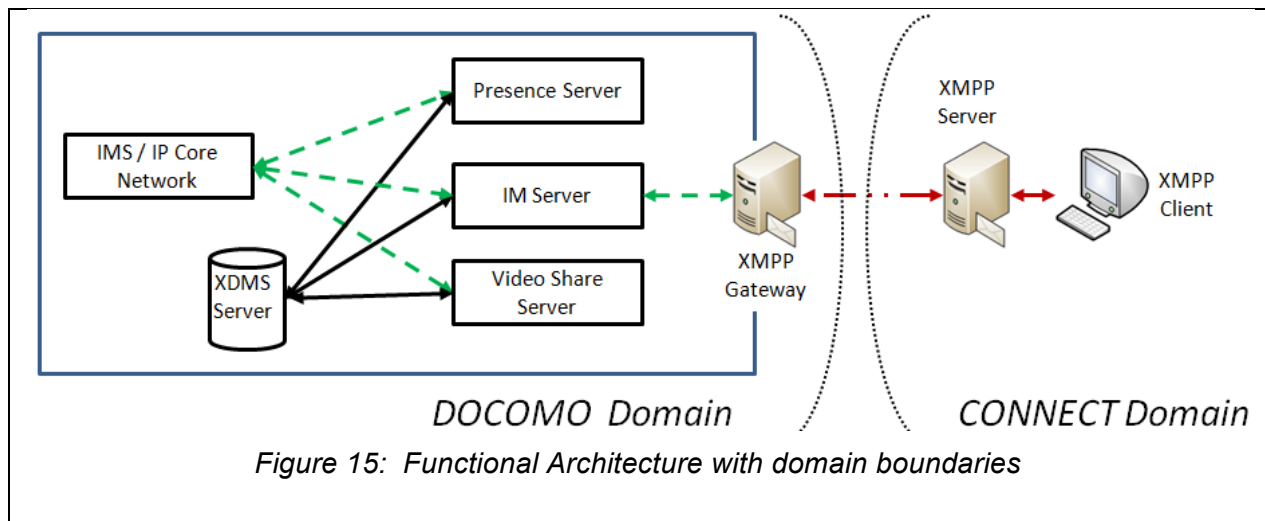 Presence Server
XMPP
Server
IMS / IP Core
Network
IM Server
XMPP
Client
XDMS
Server
Video Share
Server
XMPP
Gateway
DOCOMO Domain
CONNECT Domain
Figure 15: Functional Architecture with domain boundaries